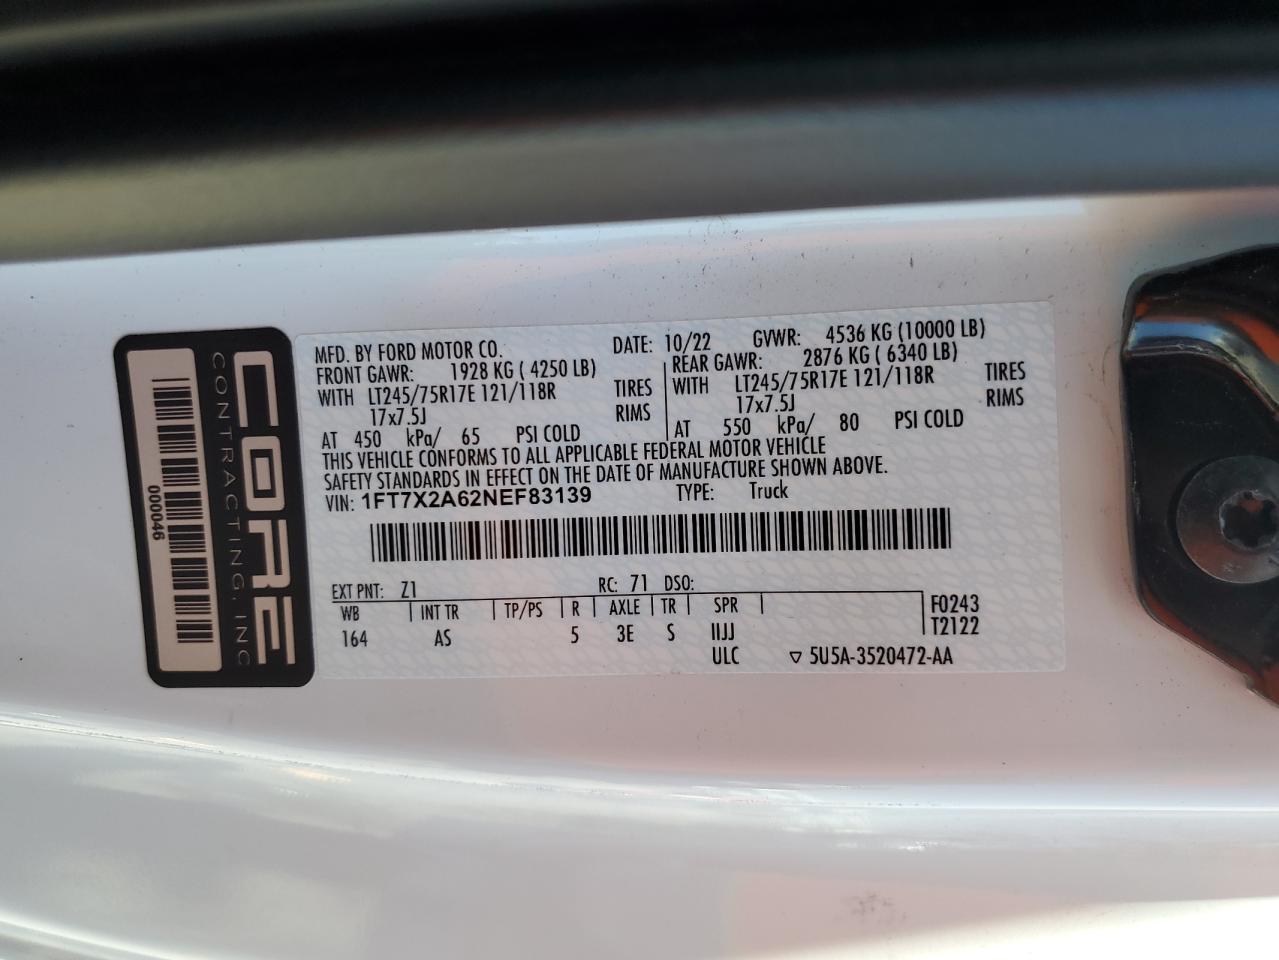 CORE
CONTRACTING, INC
000046
MFD. BY FORD MOTOR CO.
DATE: 10/22 GVWR: 4536 KG (10000 LB)
FRONT GAWR: 1928 KG ( 4250 LB)
WITH LT245/75R17E 121/118R TIRES
17x7.5J RIMS
AT 450 kPa/ 65 PSI COLD
REAR GAWR: 2876 KG ( 6340 LB)
WITH LT245/75R17E 121/118R TIRES
17x7.5J RIMS
AT 550 kPa/ 80 PSI COLD
THIS VEHICLE CONFORMS TO ALL APPLICABLE FEDERAL MOTOR VEHICLE
SAFETY STANDARDS IN EFFECT ON THE DATE OF MANUFACTURE SHOWN ABOVE.
VIN: 1FT7X2A62NEF83139 TYPE: Truck
EXT PNT: Z1 RC: 71 DSO:
WB INT TR TP/PS R AXLE TR SPR F0243
164 AS 5 3E S IIJJ T2122
ULC ▽ 5U5A-3520472-AA